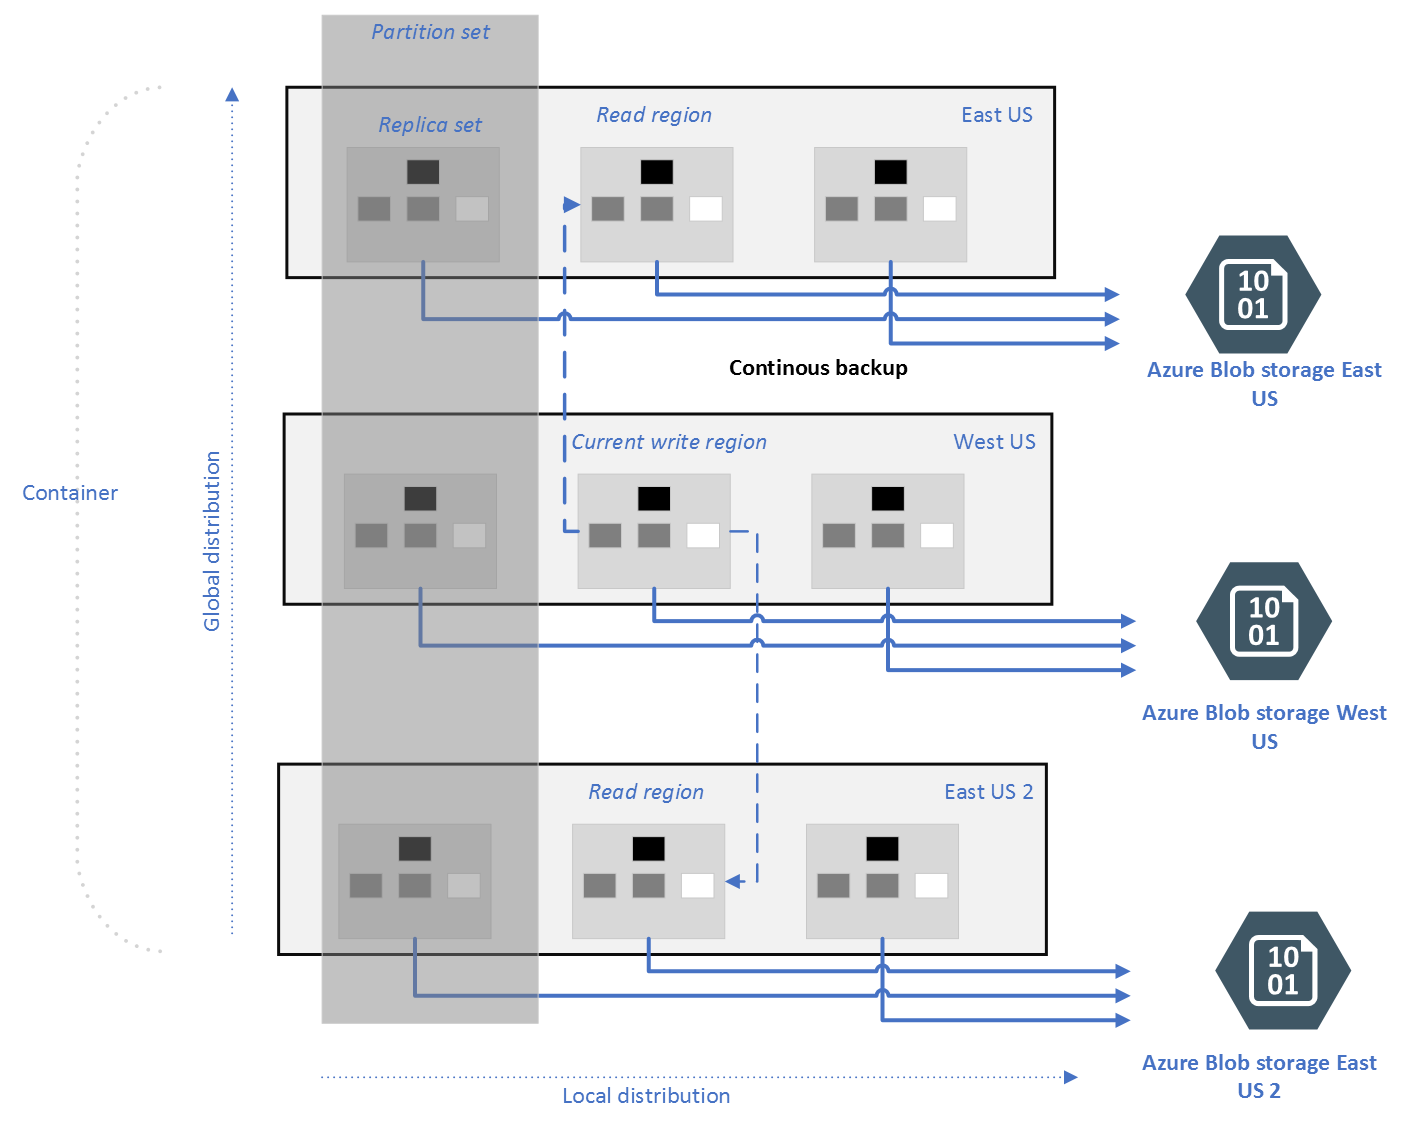 Partition set
Replica set
Read region
East US
10
01
Azure Blob storage East
US
Continous backup
Current write region
West US
Container
Global distribution
10
01
Azure Blob storage West
US
Read region
East US 2
10
01
Azure Blob storage East
US 2
Local distribution